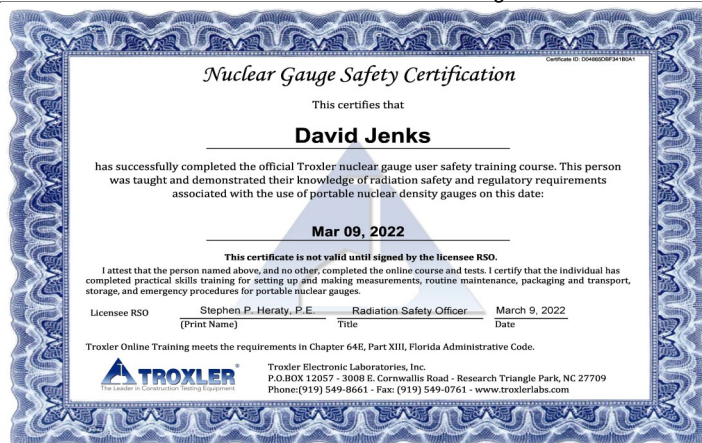 Certificate ID: D04865DBF341B0A1
Nuclear Gauge Safety Certification
This certifies that
David Jenks
has successfully completed the official Troxler nuclear gauge user safety training course. This person
was taught and demonstrated their knowledge of radiation safety and regulatory requirements
associated with the use of portable nuclear density gauges on this date:
Mar 09, 2022
This certificate is not valid until signed by the licensee RSO.
I attest that the person named above, and no other, completed the online course and tests. I certify that the individual has
completed practical skills training for setting up and making measurements, routine maintenance, packaging and transport,
storage, and emergency procedures for portable nuclear gauges.
Licensee RSO Stephen P. Heraty, P.E. Radiation Safety Officer March 9, 2022
(Print Name) Title Date
Troxler Online Training meets the requirements in Chapter 64E, Part XIII, Florida Administrative Code.
TROXLER®
The Leader in Construction Testing Equipment
Troxler Electronic Laboratories, Inc.
P.O.BOX 12057 - 3008 E. Cornwallis Road - Research Triangle Park, NC 27709
Phone:(919) 549-8661 - Fax: (919) 549-0761 - www.troxlerlabs.com